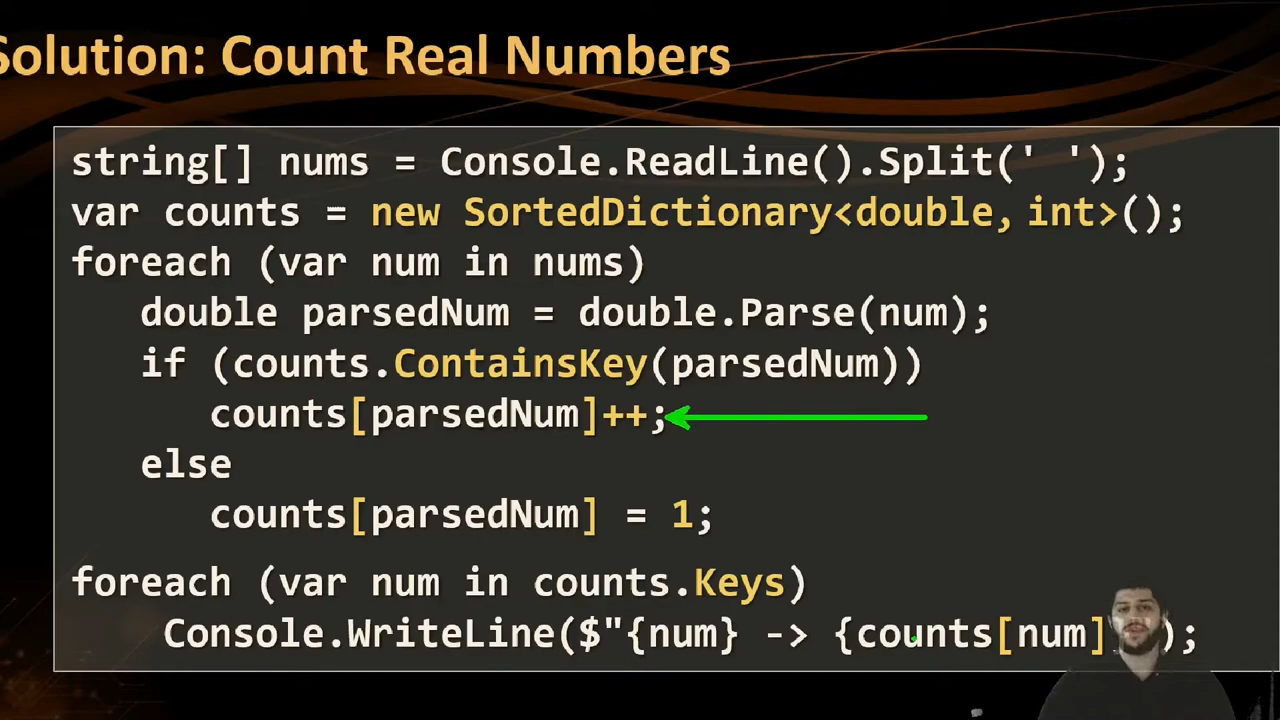 Solution: Count Real Numbers
string[] nums = Console.ReadLine().Split(' ');
var counts = new SortedDictionary<double, int>();
foreach (var num in nums)
double parsedNum = double.Parse(num);
if (counts.ContainsKey(parsedNum))
counts[parsedNum]++;
else
counts[parsedNum] = 1;
foreach (var num in counts.Keys)
Console.WriteLine($"{num} -> {counts[num] );